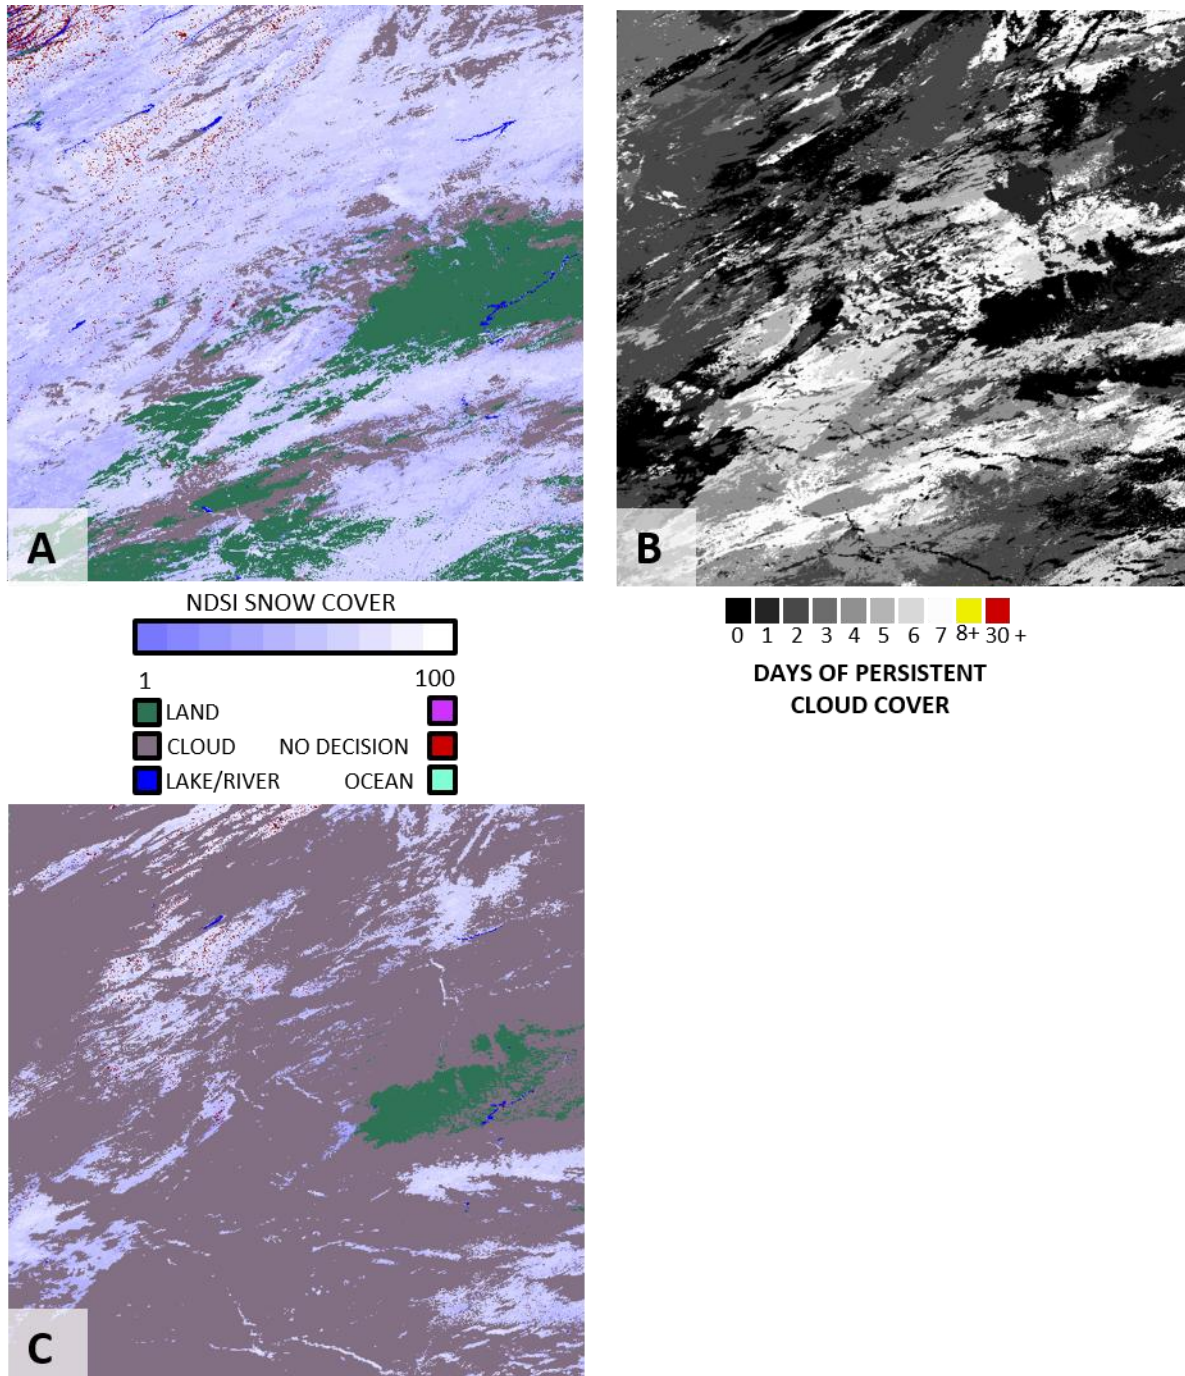 A
B
NDSI SNOW COVER
1 100
LAND
CLOUD NO DECISION
LAKE/RIVER OCEAN
0 1 2 3 4 5 6 7 8+ 30 +
DAYS OF PERSISTENT
CLOUD COVER
C